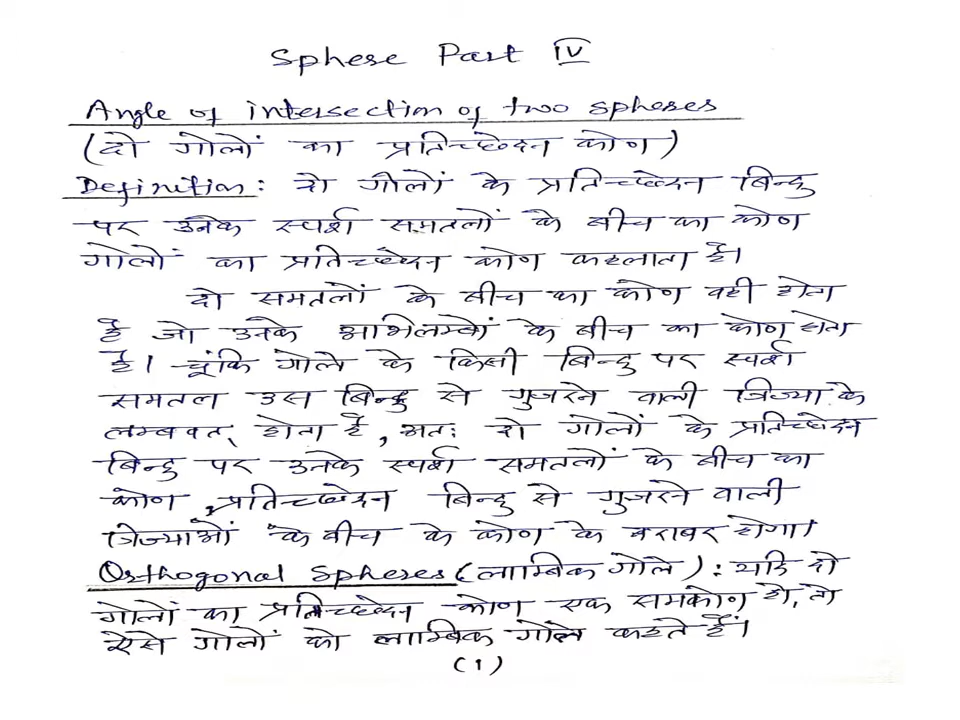 Sphere Part IV
Angle of intersection of two spheres
(दो गोलों का प्रतिच्छेदन कोण)
Definition: दो गोलों के प्रतिच्छेदन बिन्दु
पर उनके स्पर्श समतलों के बीच का कोण
गोलों का प्रतिच्छेदन कोण कहलाता है।
दो समतलों के बीच का कोण वही होता
है जो उनके अभिलम्बों के बीच का कोण होता
है। चूंकि गोले के किसी बिन्दु पर स्पर्श
समतल उस बिन्दु से गुजरने वाली त्रिज्या के
लम्बवत् होता है, अतः दो गोलों के प्रतिच्छेदन
बिन्दु पर उनके स्पर्श समतलों के बीच का
कोण, प्रतिच्छेदन बिन्दु से गुजरने वाली
त्रिज्याओं के बीच के कोण के बराबर होगा।
Orthogonal Spheres (लाम्बिक गोले): यदि दो
गोलों का प्रतिच्छेदन कोण एक समकोण हो, तो
ऐसे गोलों को लाम्बिक गोले कहते हैं।
(1)